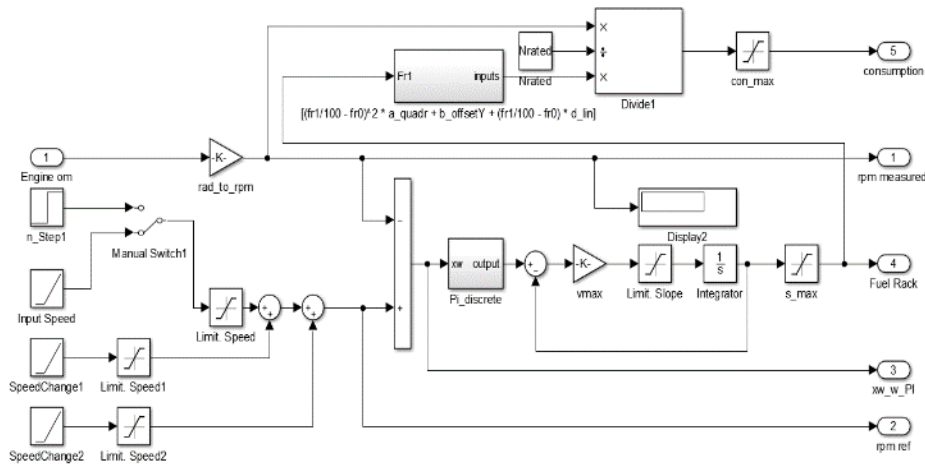 Nrated
Nrated
×
÷
×
Divide1
con_max
5
consumption
Fr1
inputs
[(fr1/100 - fr0)^2 * a_quadr + b_offsetY + (fr1/100 - fr0) * d_lin]
1
Engine om
-K-
rad_to_rpm
1
rpm measured
n_Step1
Manual Switch1
Display2
Input Speed
Limit. Speed
xw
output
Pi_discrete
-K-
vmax
Limit. Slope
1
s
Integrator
s_max
4
Fuel Rack
SpeedChange1
Limit. Speed1
3
xw_w_PI
SpeedChange2
Limit. Speed2
2
rpm ref